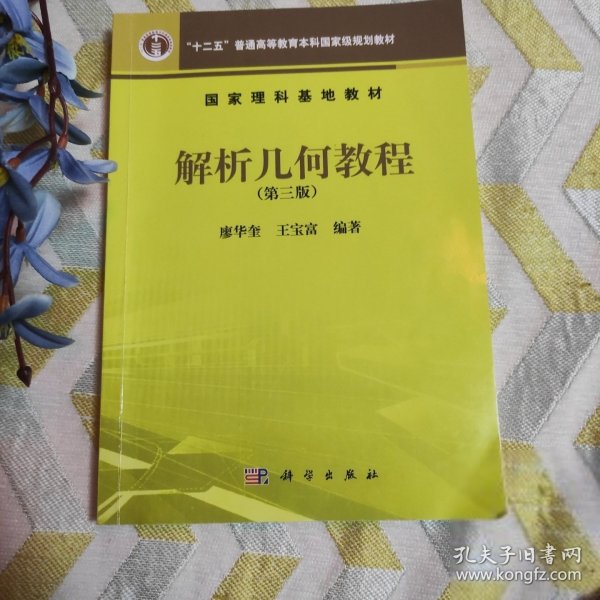 “十二五”普通高等教育本科国家级规划教材
国家理科基地教材
解析几何教程
(第三版)
廖华奎 王宝富 编著
科学出版社
孔夫子旧书网
www.kongfz.com